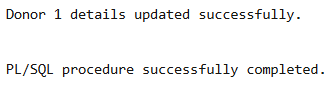 Donor 1 details updated successfully.
PL/SQL procedure successfully completed.